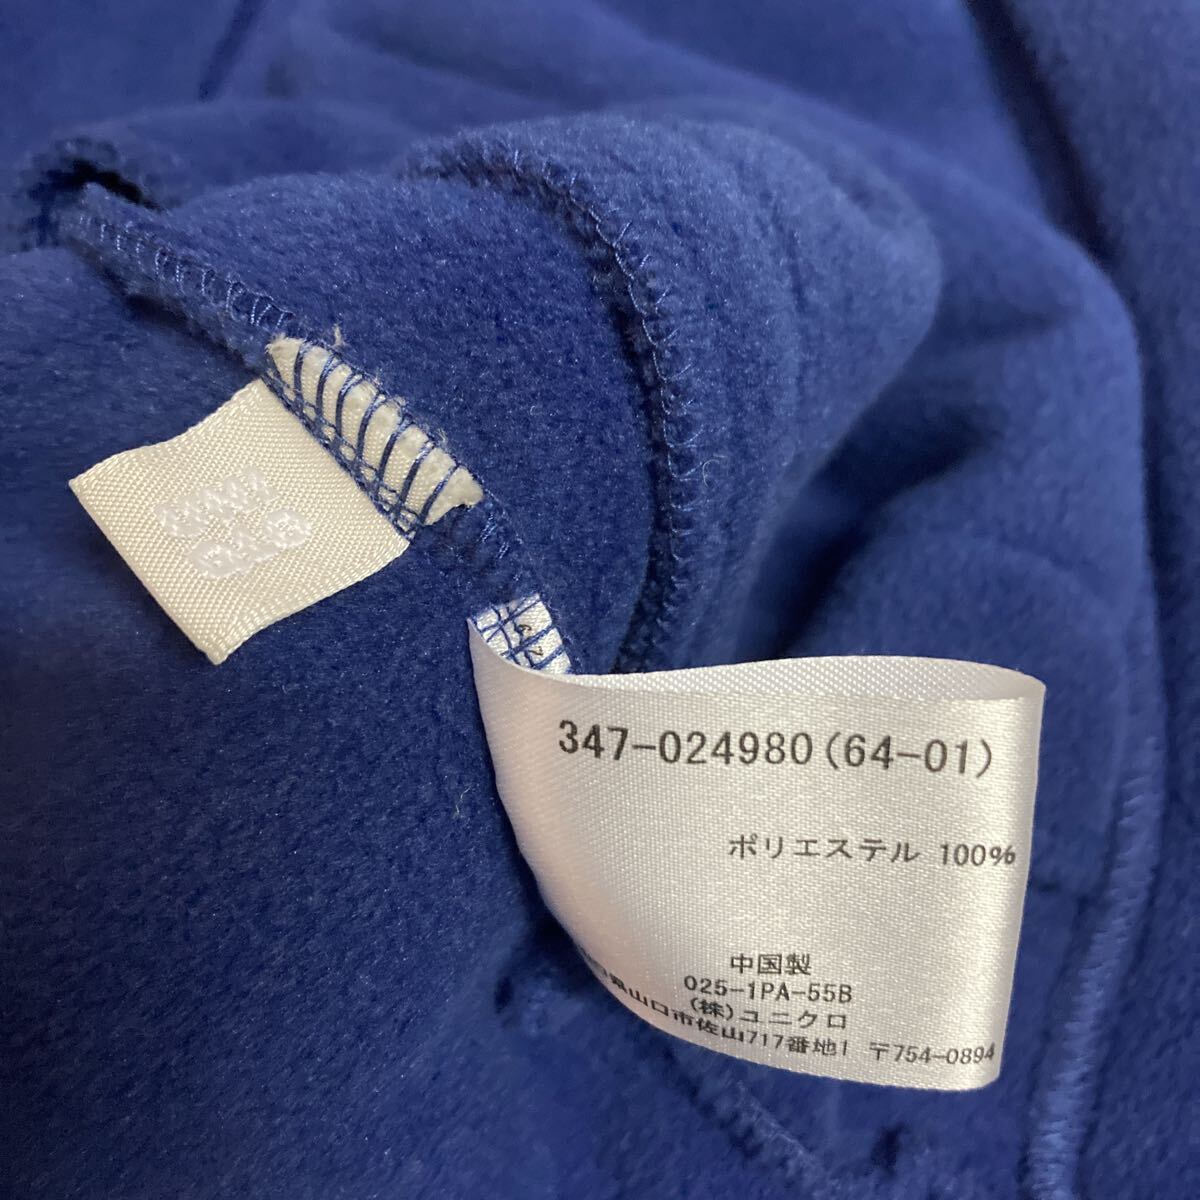 347-024980(64-01)
ポリエステル 100%
中国製
025-1PA-55B
(株)ユニクロ
県山口市佐山717番地1 〒754-0894